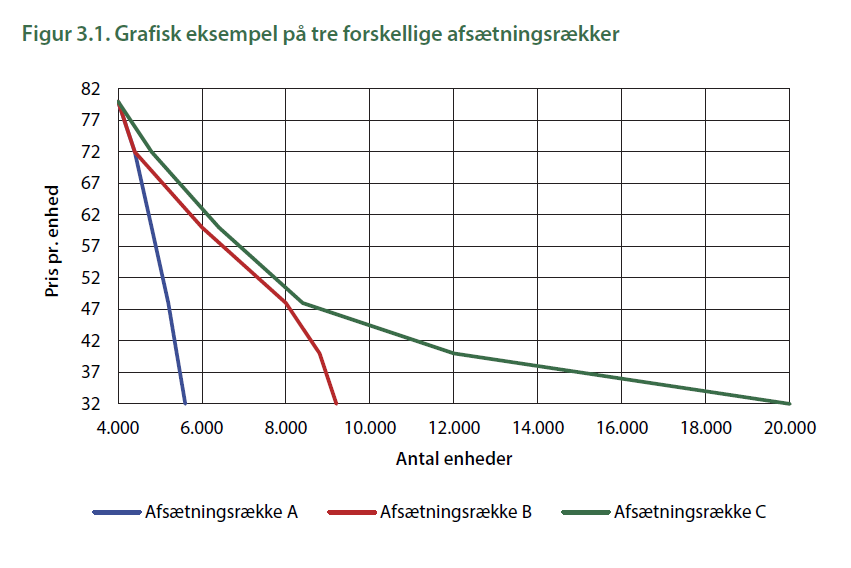 Figur 3.1. Grafisk eksempel på tre forskellige afsætningsrækker
82
77
72
67
62
57
52
47
42
37
32
Pris pr. enhed
4.000 6.000 8.000 10.000 12.000 14.000 16.000 18.000 20.000
Antal enheder
Afsætningsrække A Afsætningsrække B Afsætningsrække C